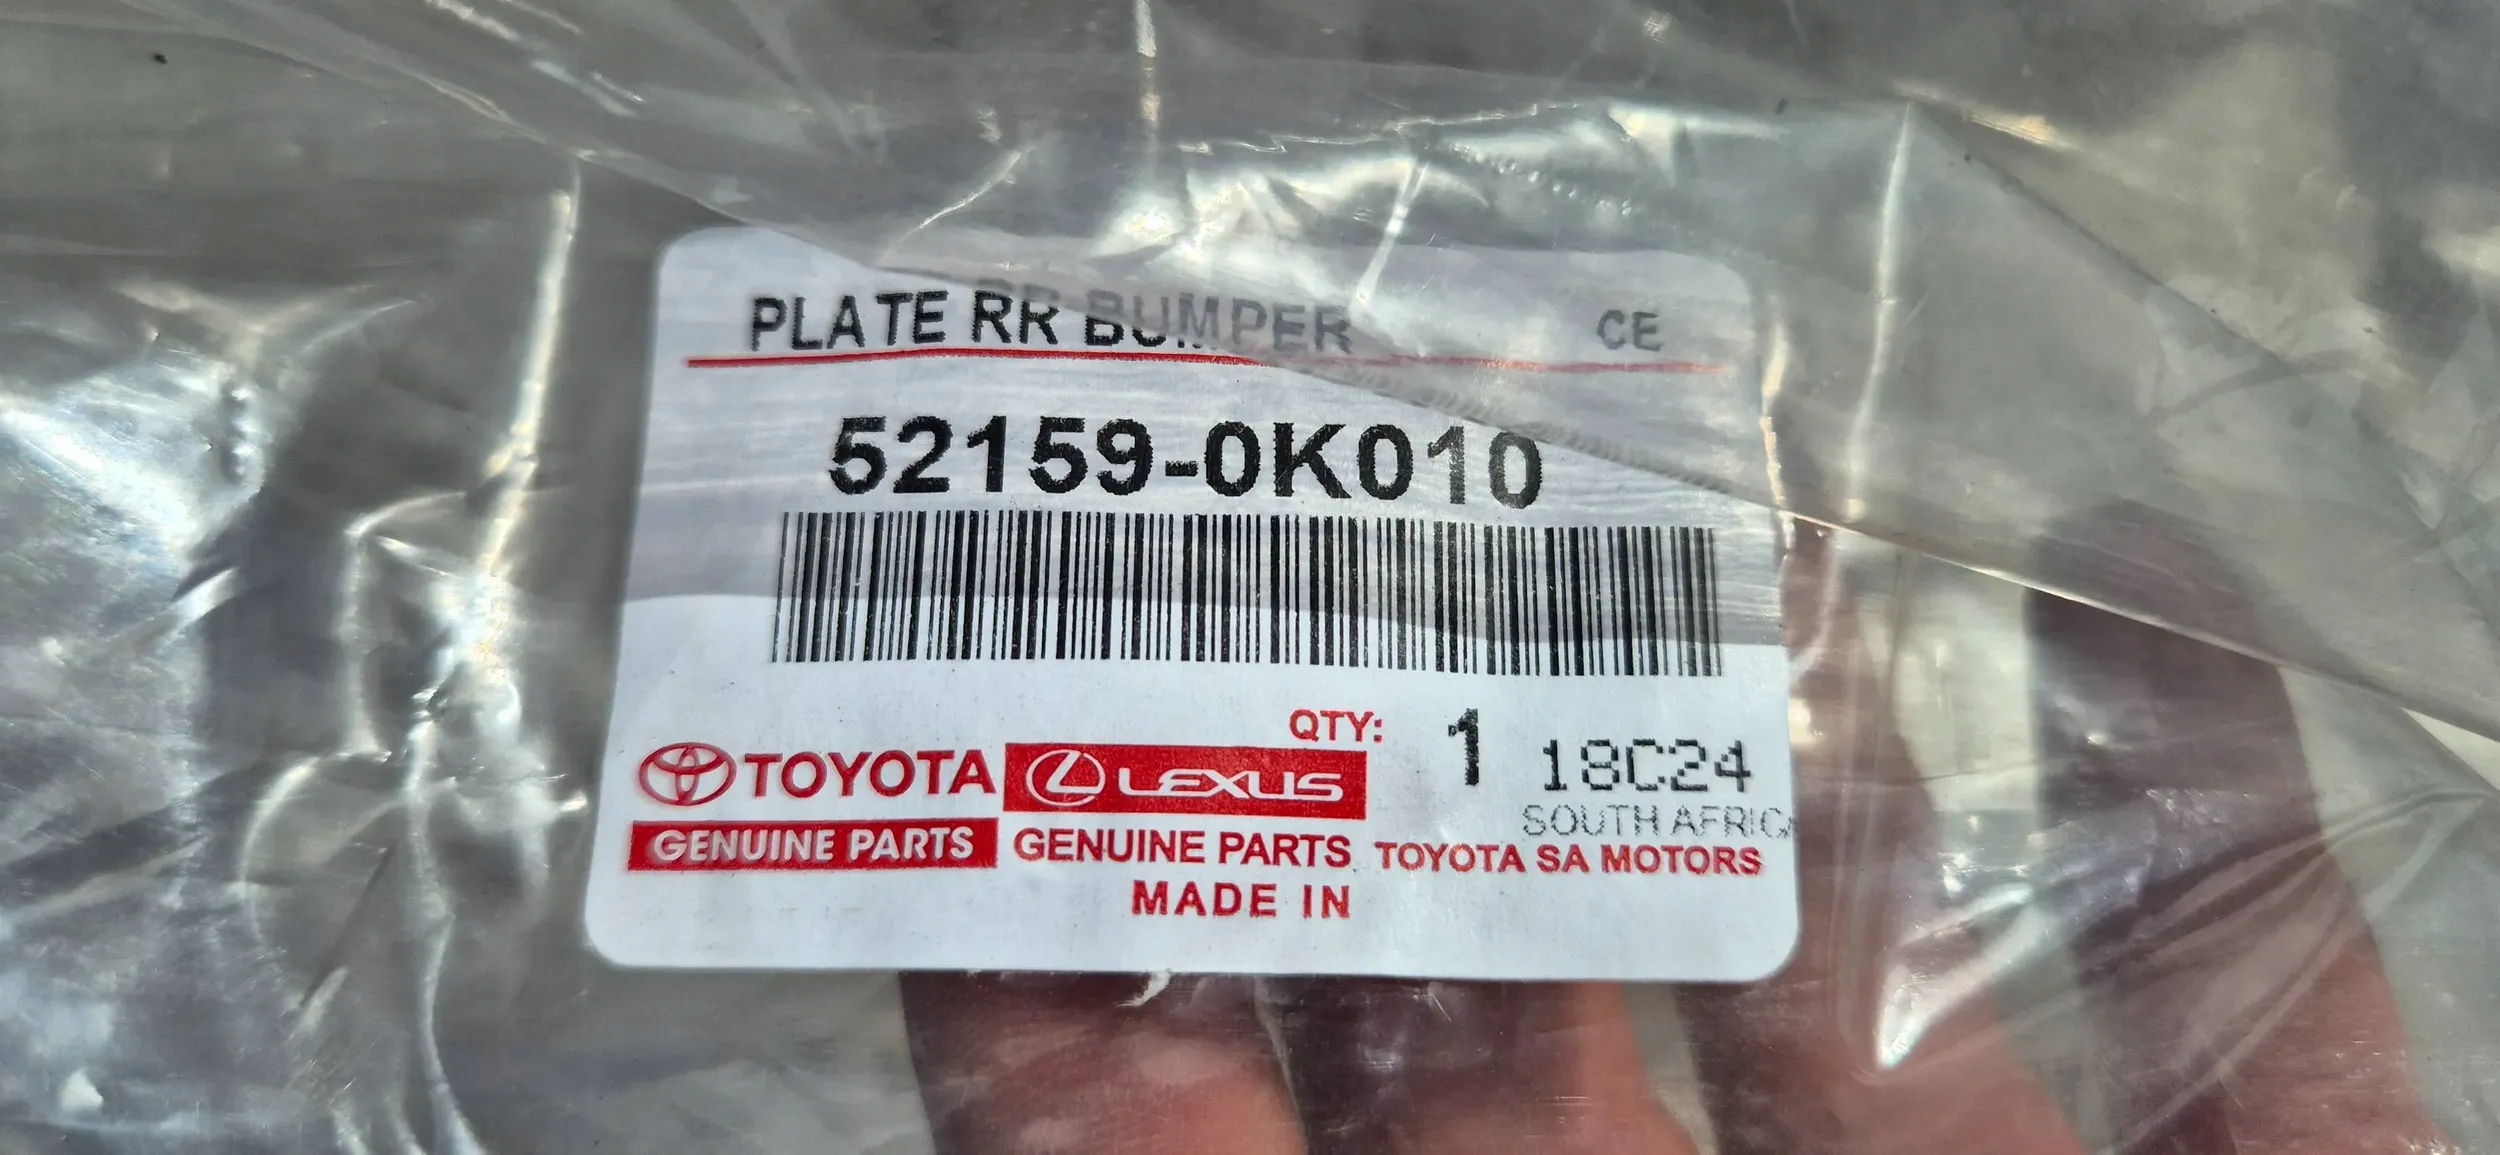 PLATE RR BUMPER CE
52159-0K010
QTY: 1 18C24
SOUTH AFRICA
TOYOTA LEXUS
GENUINE PARTS GENUINE PARTS TOYOTA SA MOTORS
MADE IN